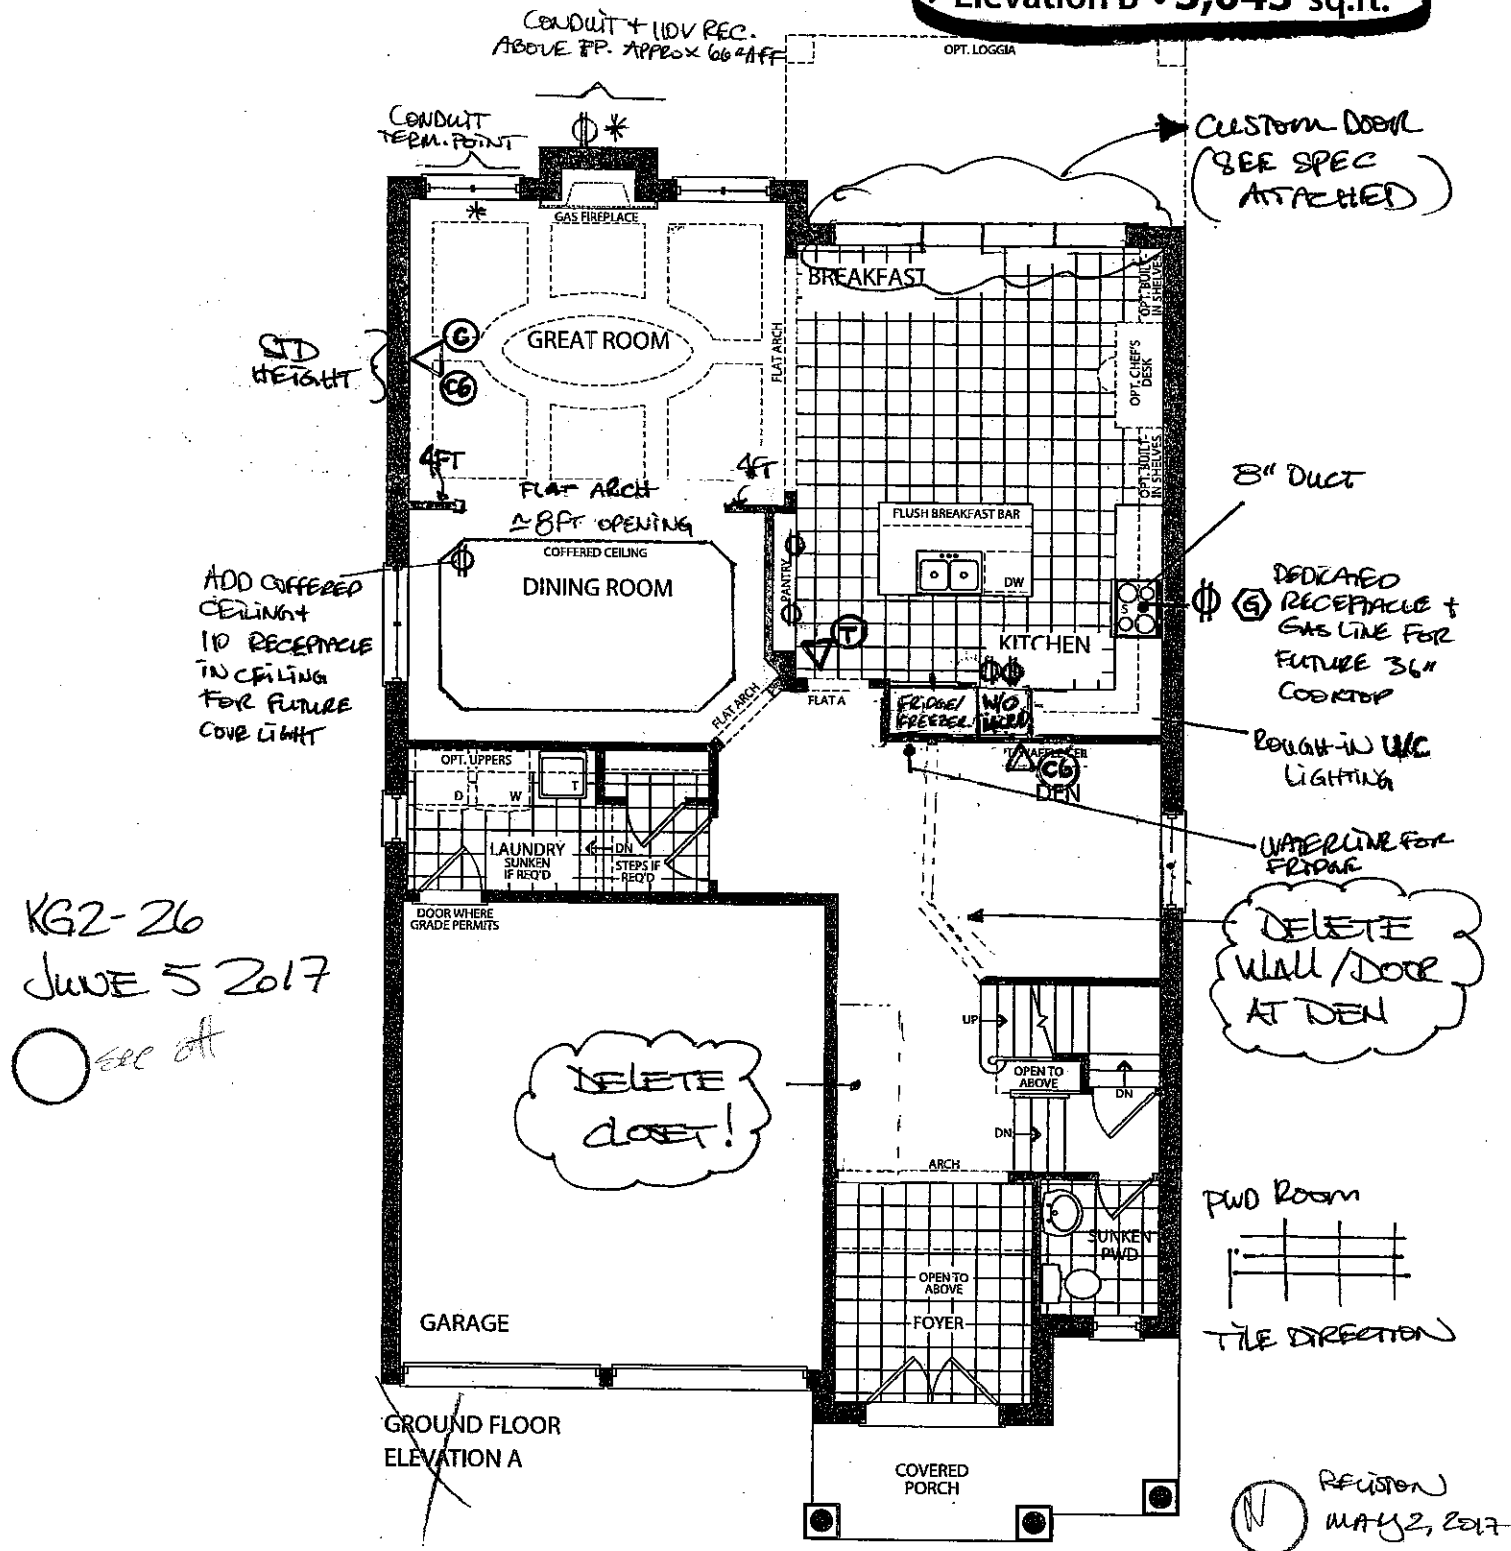 Elevation B • 3,645 sq.ft.
CONDUIT + 110V REC.
ABOVE FP. APPROX 66" AFF
OPT. LOGGIA
CONDUIT
TERM. POINT
*
CUSTOM DOOR
(SEE SPEC
ATTACHED)
*
GAS FIREPLACE
BREAKFAST
OPT. BUILT-
IN SHELVES
STD
HEIGHT
G
C6
GREAT ROOM
FLAT ARCH
OPT. CHEF'S
DESK
OPT. BUILT-
IN SHELVES
4FT
4FT
FLAT ARCH
≈ 8FT OPENING
8" DUCT
FLUSH BREAKFAST BAR
DW
COFFERED CEILING
DINING ROOM
PANTRY
ADD COFFERED
CEILING +
110 RECEPTACLE
IN CEILING
FOR FUTURE
COVE LIGHT
S
G
DEDICATED
RECEPTACLE +
GAS LINE FOR
FUTURE 36"
COOKTOP
T
KITCHEN
FLAT ARCH
FLAT A
FRIDGE/
FREEZER
W/O
MICRO
ROUGH-IN U/C
LIGHTING
OPT. UPPERS
D
W
T
C6
DEN
LAUNDRY
SUNKEN
IF REQ'D
DN
STEPS IF
REQ'D
WATERLINE FOR
FRIDGE
DOOR WHERE
GRADE PERMITS
DELETE
WALL/DOOR
AT DEN
KG2-26
JUNE 5 2017
see att
UP
OPEN TO
ABOVE
DN
DN
DELETE
CLOSET!
ARCH
PWD ROOM
SUNKEN
PWD
OPEN TO
ABOVE
FOYER
TILE DIRECTION
GARAGE
GROUND FLOOR
ELEVATION A
COVERED
PORCH
N
REVISION
MAY 2, 2017